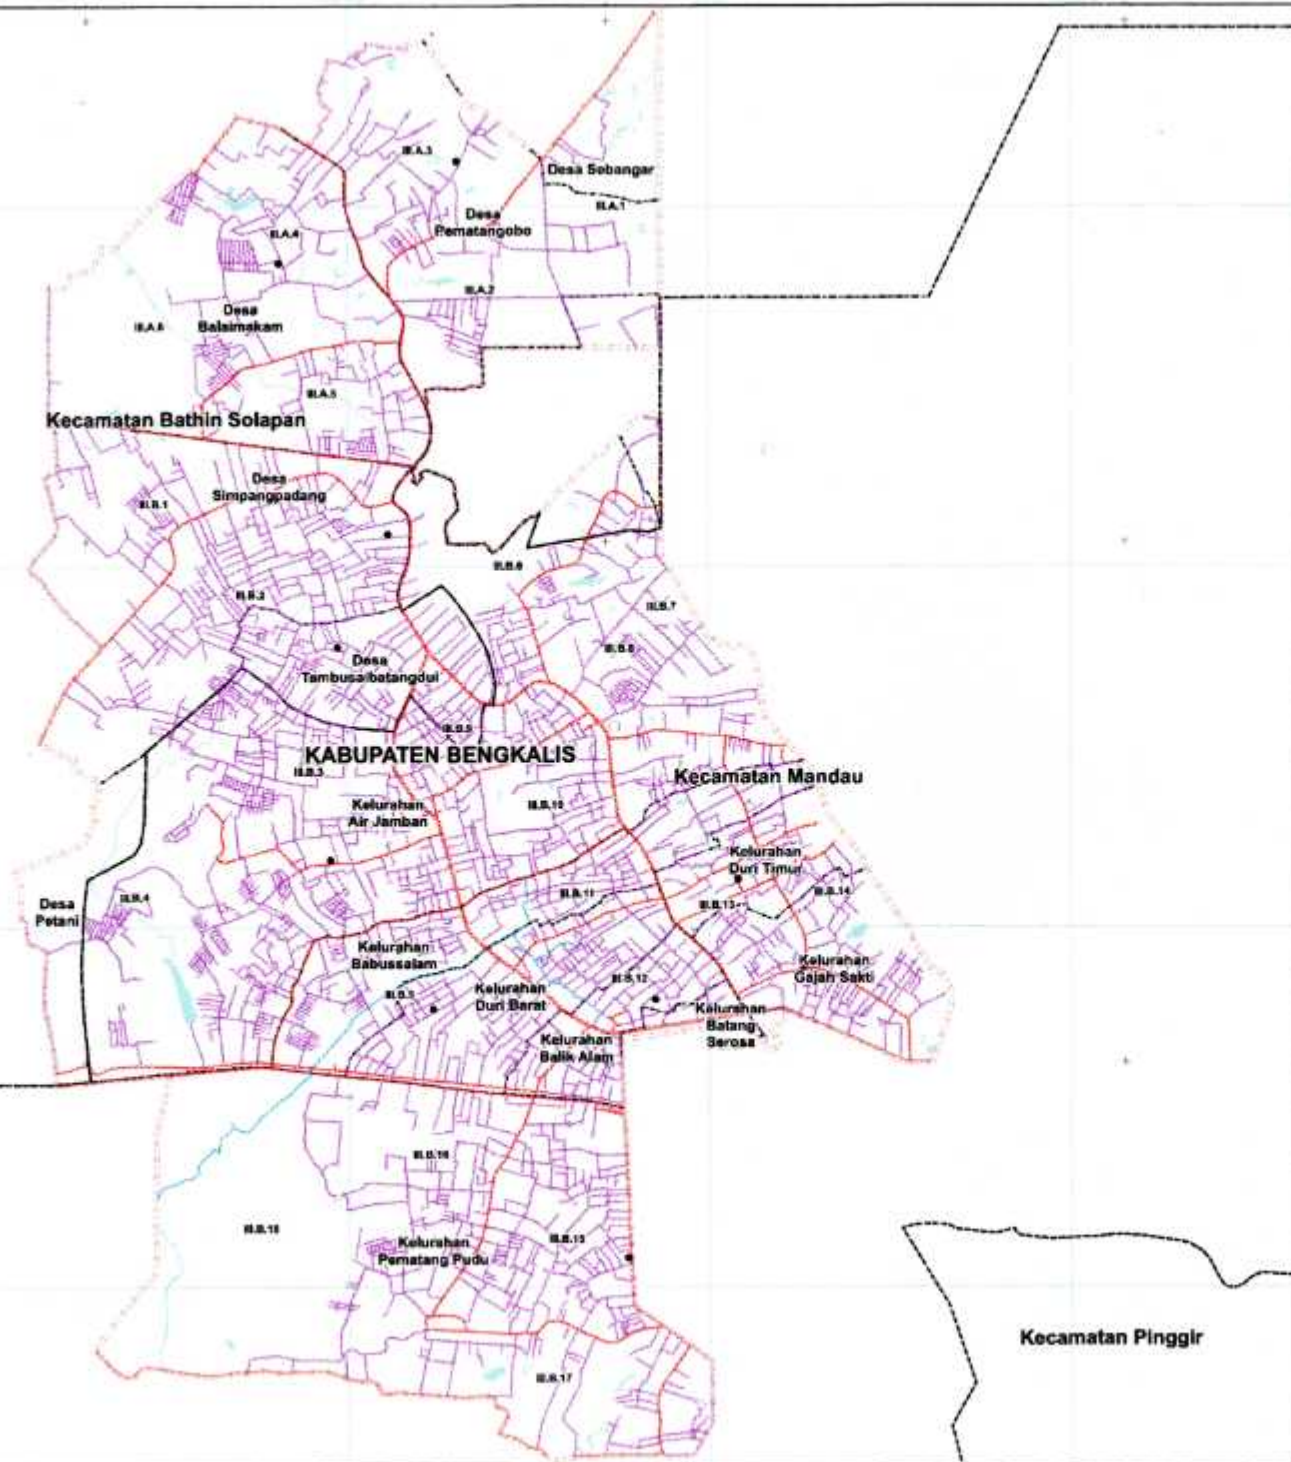 III.A.3
Desa Sebangar
III.A.1
Desa
Pematangobo
III.A.4
III.A.2
Desa
Balaimakam
III.A.6
III.A.5
Kecamatan Bathin Solapan
Desa
Simpangpadang
III.B.1
III.B.6
III.B.2
III.B.7
III.B.8
Desa
Tambusaibatangdui
KABUPATEN BENGKALIS
III.B.3
Kecamatan Mandau
Kelurahan
Air Jamban
III.B.10
Kelurahan
Duri Timur
III.B.14
III.B.11
III.B.13
Desa
Petani
III.B.4
Kelurahan
Babussalam
Kelurahan
Gajah Sakti
III.B.12
Kelurahan
Duri Barat
Kelurahan
Batang
Serosa
Kelurahan
Balik Alam
III.B.16
III.B.15
Kelurahan
Pematang Pudu
Kecamatan Pinggir
III.B.17